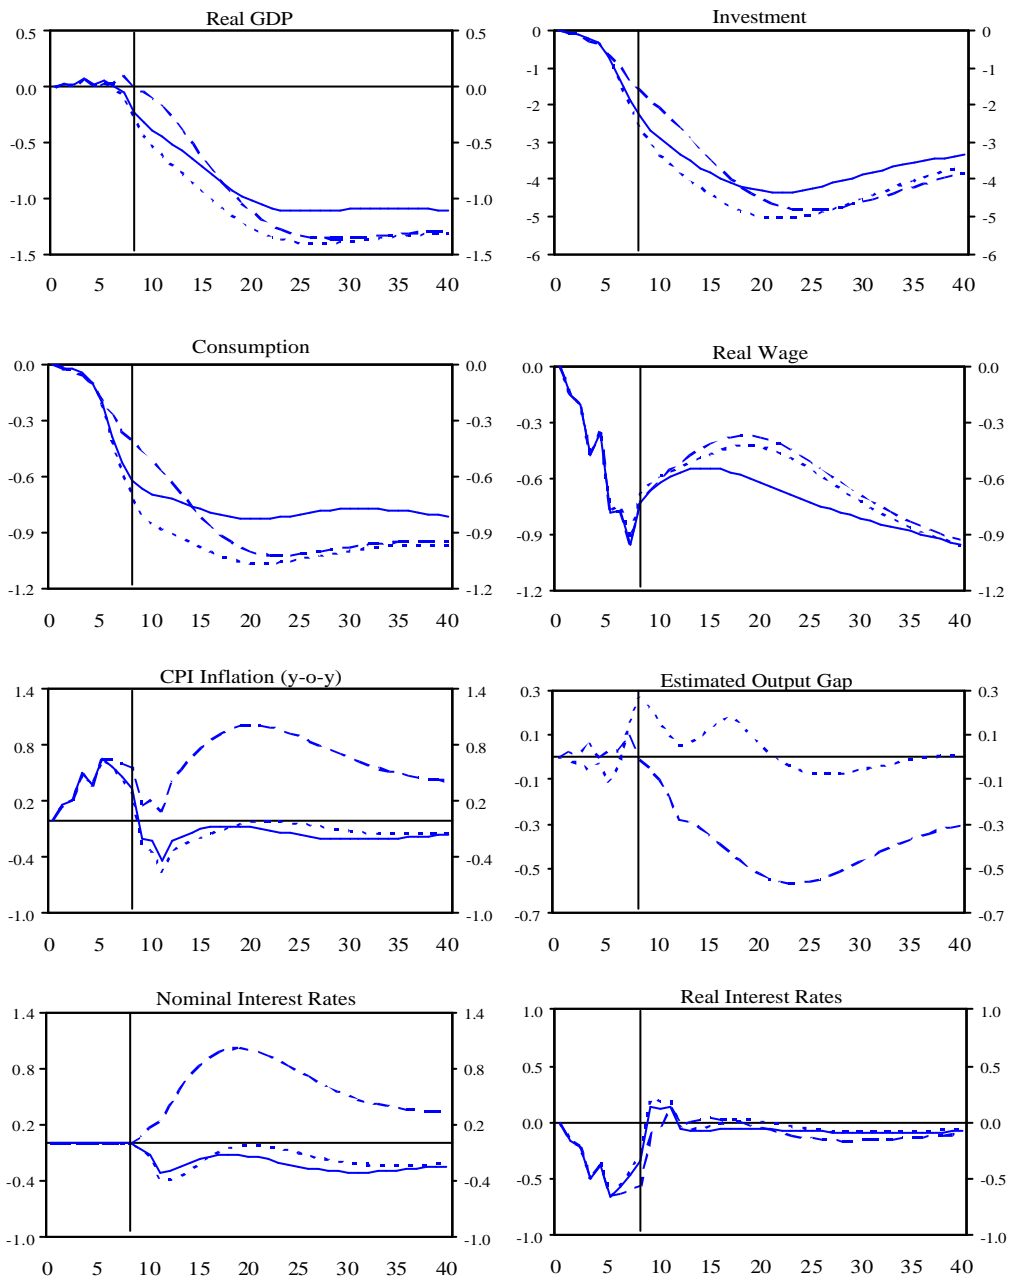 Real GDP
0.5 0.5
0.0 0.0
-0.5 -0.5
-1.0 -1.0
-1.5 -1.5
0 5 10 15 20 25 30 35 40
Investment
0 0
-1 -1
-2 -2
-3 -3
-4 -4
-5 -5
-6 -6
0 5 10 15 20 25 30 35 40
Consumption
0.0 0.0
-0.3 -0.3
-0.6 -0.6
-0.9 -0.9
-1.2 -1.2
0 5 10 15 20 25 30 35 40
Real Wage
0.0 0.0
-0.3 -0.3
-0.6 -0.6
-0.9 -0.9
-1.2 -1.2
0 5 10 15 20 25 30 35 40
CPI Inflation (y-o-y)
1.4 1.4
0.8 0.8
0.2 0.2
-0.4 -0.4
-1.0 -1.0
0 5 10 15 20 25 30 35 40
Estimated Output Gap
0.3 0.3
0.1 0.1
-0.1 -0.1
-0.3 -0.3
-0.5 -0.5
-0.7 -0.7
0 5 10 15 20 25 30 35 40
Nominal Interest Rates
1.4 1.4
0.8 0.8
0.2 0.2
-0.4 -0.4
-1.0 -1.0
0 5 10 15 20 25 30 35 40
Real Interest Rates
1.0 1.0
0.5 0.5
0.0 0.0
-0.5 -0.5
-1.0 -1.0
0 5 10 15 20 25 30 35 40